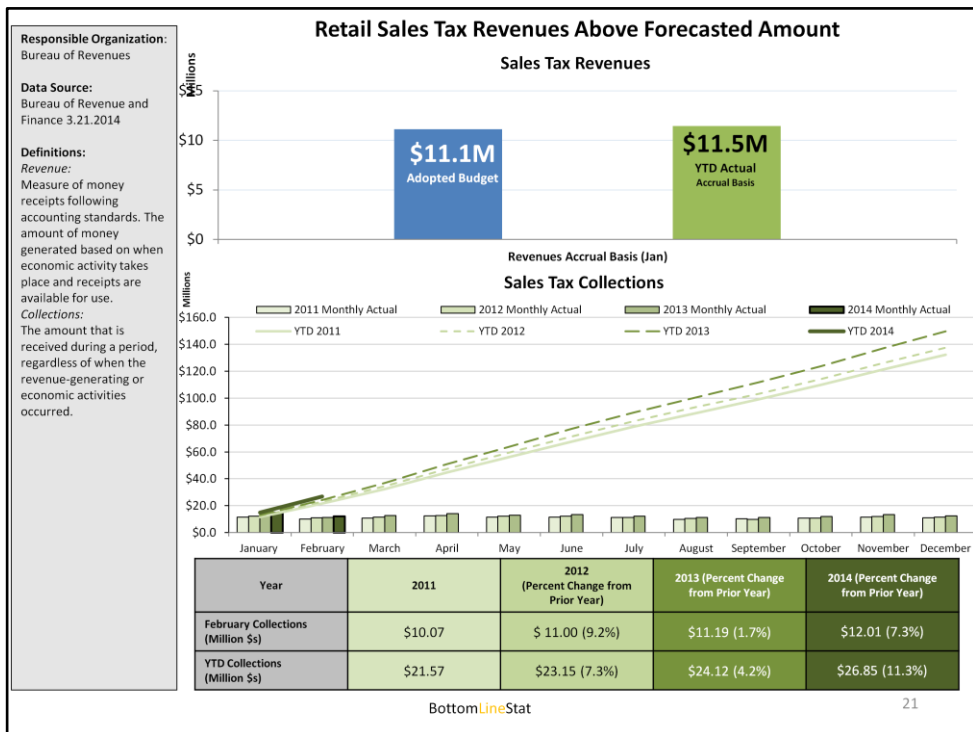 Retail Sales Tax Revenues Above Forecasted Amount
Responsible Organization:
Bureau of Revenues
Data Source:
Bureau of Revenue and
Finance 3.21.2014
Definitions:
Revenue:
Measure of money
receipts following
accounting standards. The
amount of money
generated based on when
economic activity takes
place and receipts are
available for use.
Collections:
The amount that is
received during a period,
regardless of when the
revenue-generating or
economic activities
occurred.
Sales Tax Revenues
Millions
$15
$10
$5
$0
$11.1M
Adopted Budget
$11.5M
YTD Actual
Accrual Basis
Revenues Accrual Basis (Jan)
Sales Tax Collections
Millions
2011 Monthly Actual 2012 Monthly Actual 2013 Monthly Actual 2014 Monthly Actual
YTD 2011 YTD 2012 YTD 2013 YTD 2014
$160.0
$140.0
$120.0
$100.0
$80.0
$60.0
$40.0
$20.0
$0.0
January February March April May June July August September October November December
Year 2011 2012 (Percent Change from Prior Year) 2013 (Percent Change from Prior Year) 2014 (Percent Change from Prior Year)
February Collections (Million $s) $10.07 $ 11.00 (9.2%) $11.19 (1.7%) $12.01 (7.3%)
YTD Collections (Million $s) $21.57 $23.15 (7.3%) $24.12 (4.2%) $26.85 (11.3%)
BottomLineStat
21